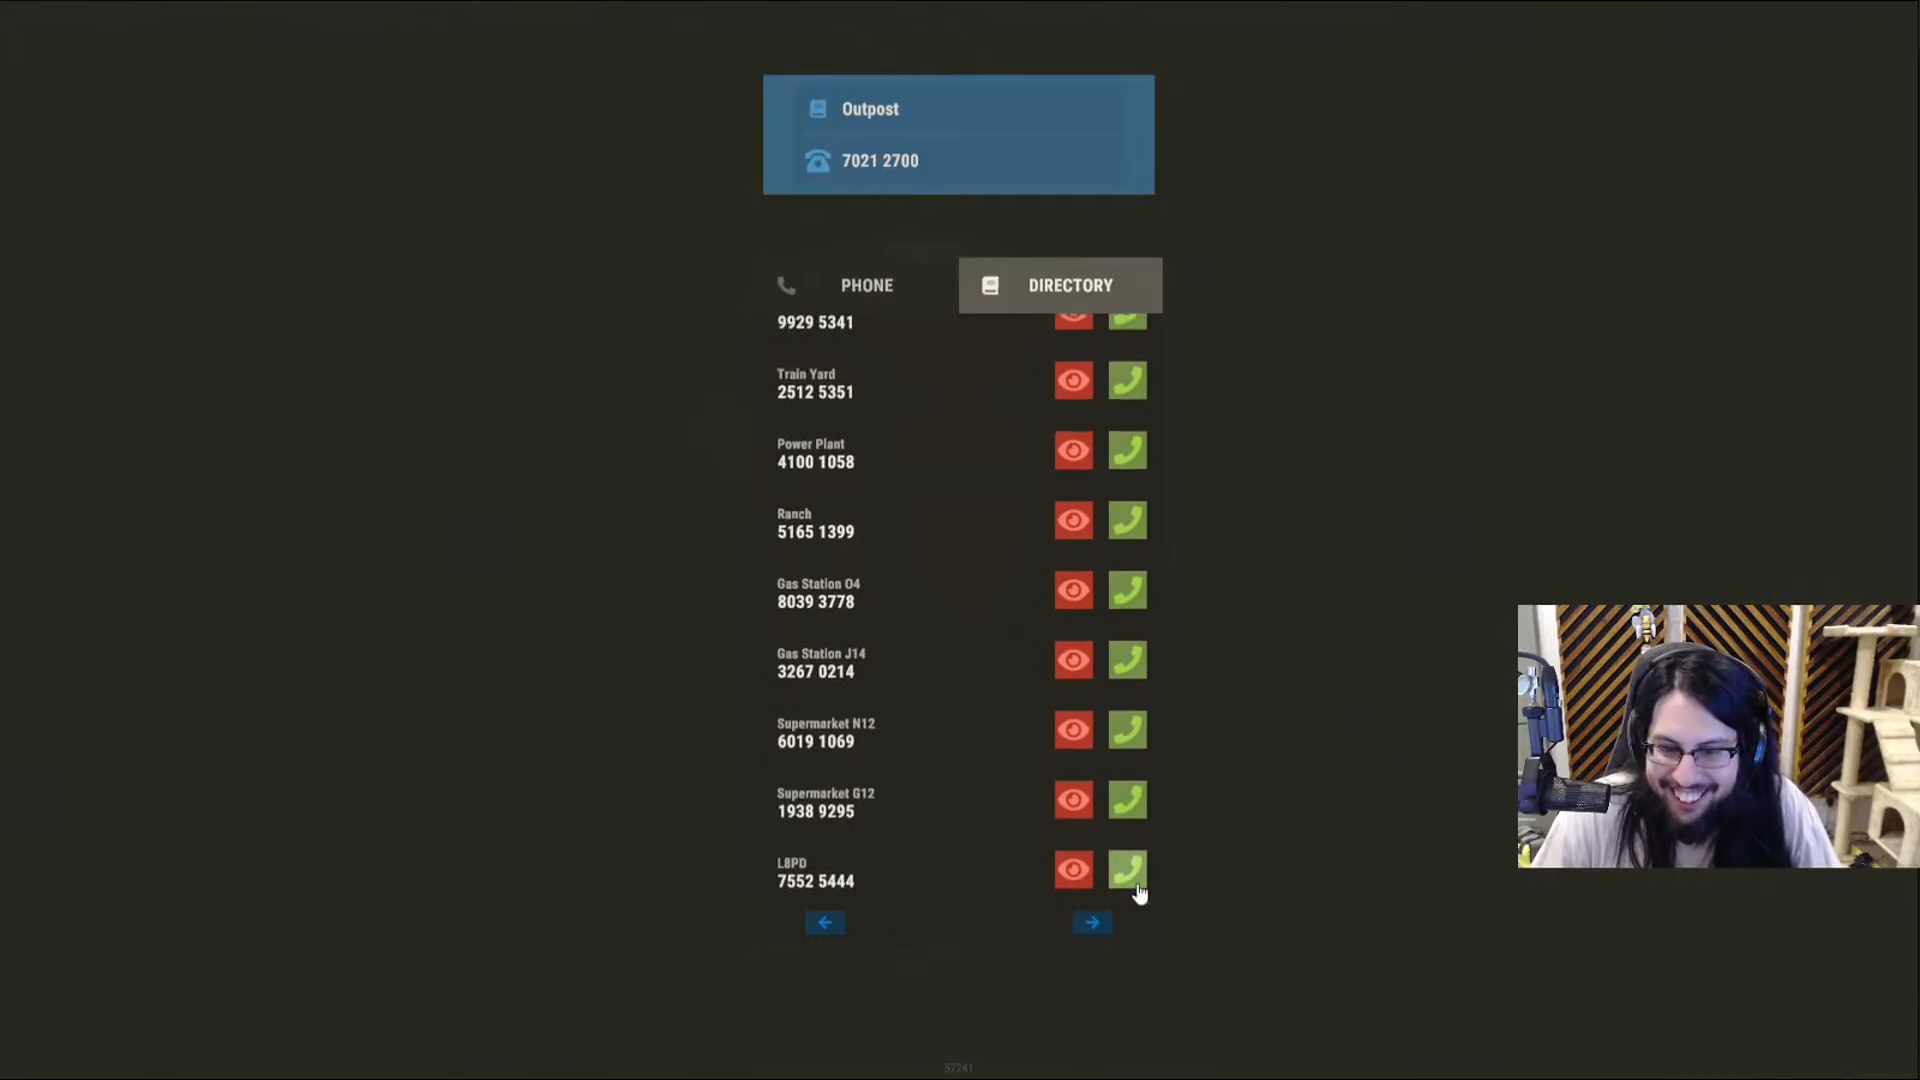 Outpost
7021 2700
PHONE
DIRECTORY
9929 5341
Train Yard
2512 5351
Power Plant
4100 1058
Ranch
5165 1399
Gas Station O4
8039 3778
Gas Station J14
3267 0214
Supermarket N12
6019 1069
Supermarket G12
1938 9295
L8PD
7552 5444
57241